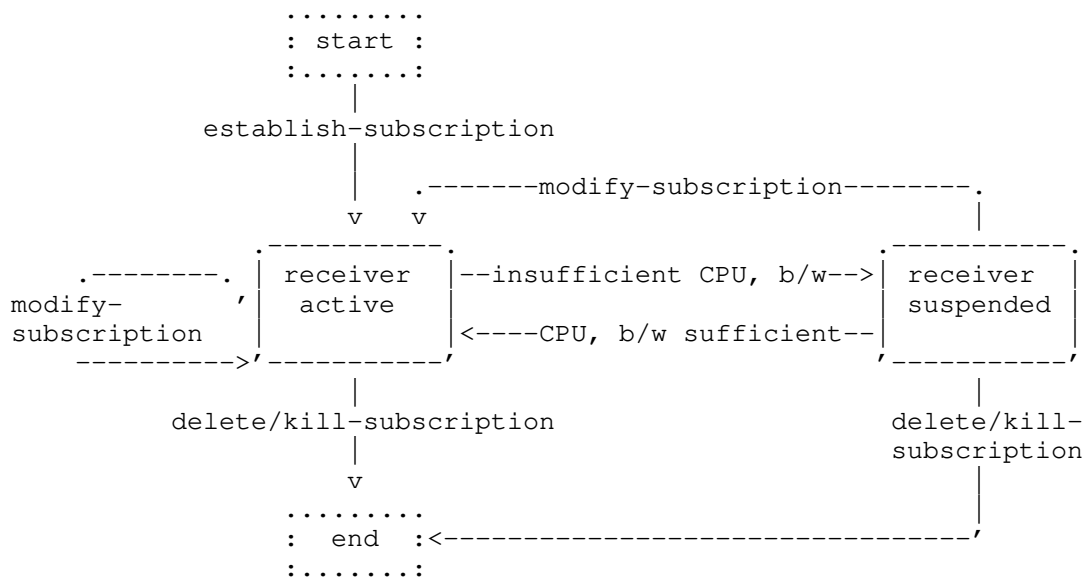 start
establish-subscription
modify-subscription
receiver active
--insufficient CPU, b/w-->
receiver suspended
modify-
subscription
<----CPU, b/w sufficient--
delete/kill-subscription
delete/kill-
subscription
end